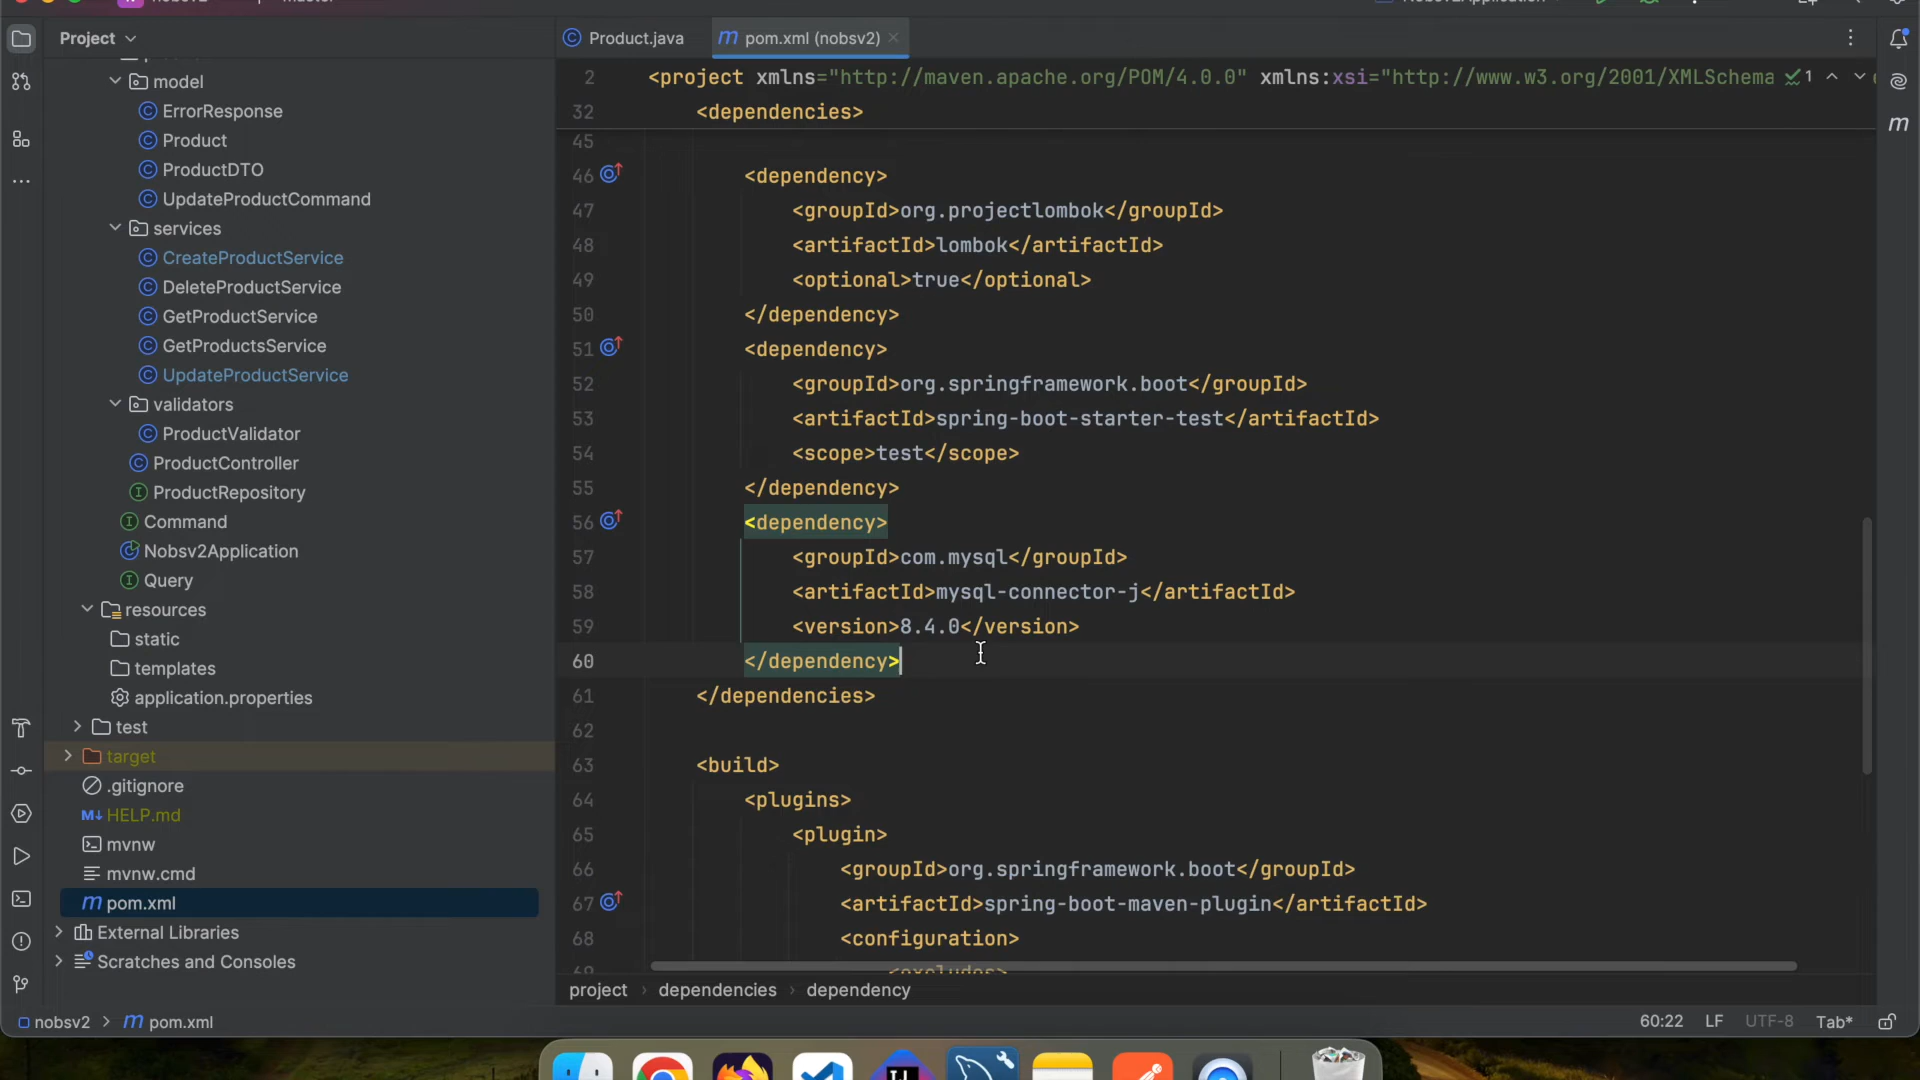 Project
model
ErrorResponse
Product
ProductDTO
UpdateProductCommand
services
CreateProductService
DeleteProductService
GetProductService
GetProductsService
UpdateProductService
validators
ProductValidator
ProductController
ProductRepository
Command
Nobsv2Application
Query
resources
static
templates
application.properties
test
target
.gitignore
HELP.md
mvnw
mvnw.cmd
pom.xml
External Libraries
Scratches and Consoles
Product.java
pom.xml (nobsv2)
2 <project xmlns="http://maven.apache.org/POM/4.0.0" xmlns:xsi="http://www.w3.org/2001/XMLSchema 1
32 <dependencies>
45
46 <dependency>
47 <groupId>org.projectlombok</groupId>
48 <artifactId>lombok</artifactId>
49 <optional>true</optional>
50 </dependency>
51 <dependency>
52 <groupId>org.springframework.boot</groupId>
53 <artifactId>spring-boot-starter-test</artifactId>
54 <scope>test</scope>
55 </dependency>
56 <dependency>
57 <groupId>com.mysql</groupId>
58 <artifactId>mysql-connector-j</artifactId>
59 <version>8.4.0</version>
60 </dependency>
61 </dependencies>
62
63 <build>
64 <plugins>
65 <plugin>
66 <groupId>org.springframework.boot</groupId>
67 <artifactId>spring-boot-maven-plugin</artifactId>
68 <configuration>
69 <excludes>
project › dependencies › dependency
nobsv2 > pom.xml
60:22 LF UTF-8 Tab*